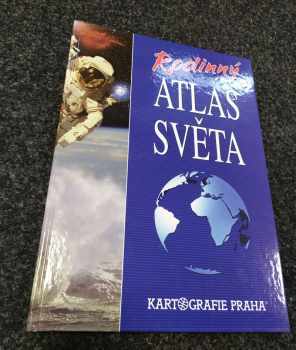 Rodinný
ATLAS
SVĚTA
KARTOGRAFIE PRAHA